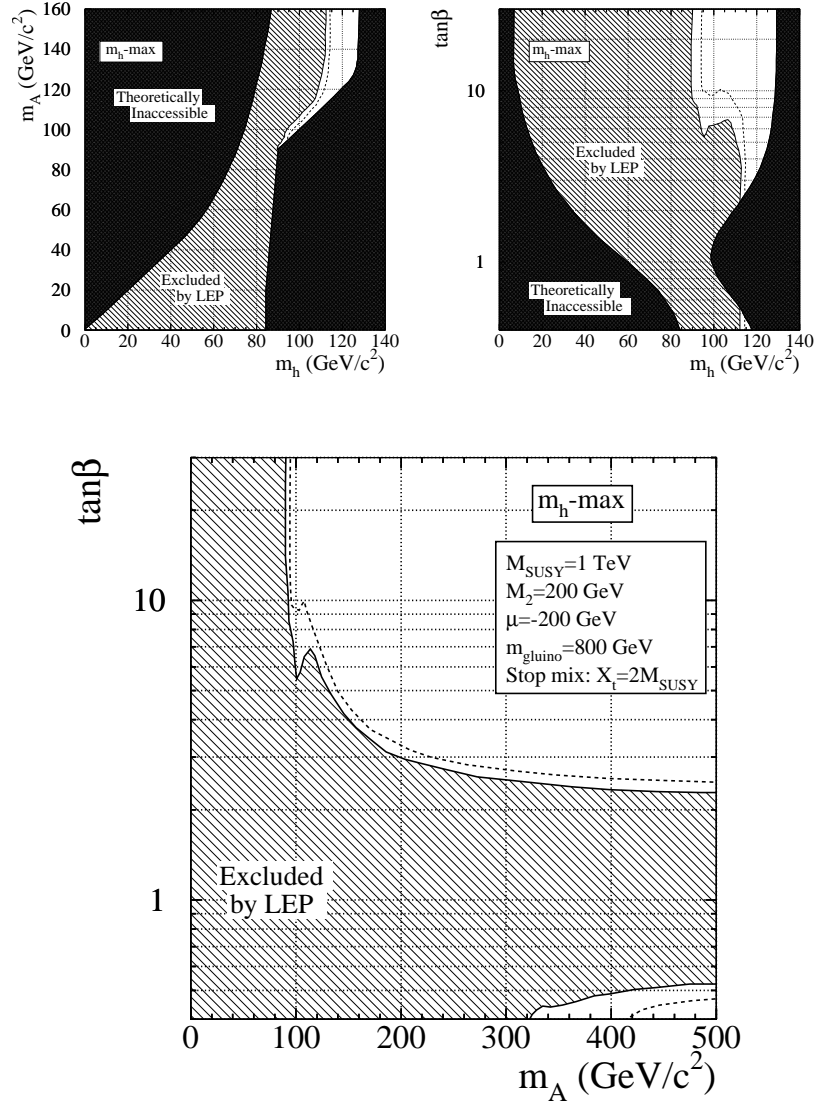 m_A (GeV/c²)
160
140
120
100
80
60
40
20
0
m_h-max
Theoretically
Inaccessible
Excluded
by LEP
0 20 40 60 80 100 120 140
m_h (GeV/c²)
tanβ
10
1
m_h-max
Excluded
by LEP
Theoretically
Inaccessible
0 20 40 60 80 100 120 140
m_h (GeV/c²)
tanβ
10
1
m_h-max
M_SUSY=1 TeV
M_2=200 GeV
μ=-200 GeV
m_gluino=800 GeV
Stop mix: X_t=2M_SUSY
Excluded
by LEP
0 100 200 300 400 500
m_A (GeV/c²)